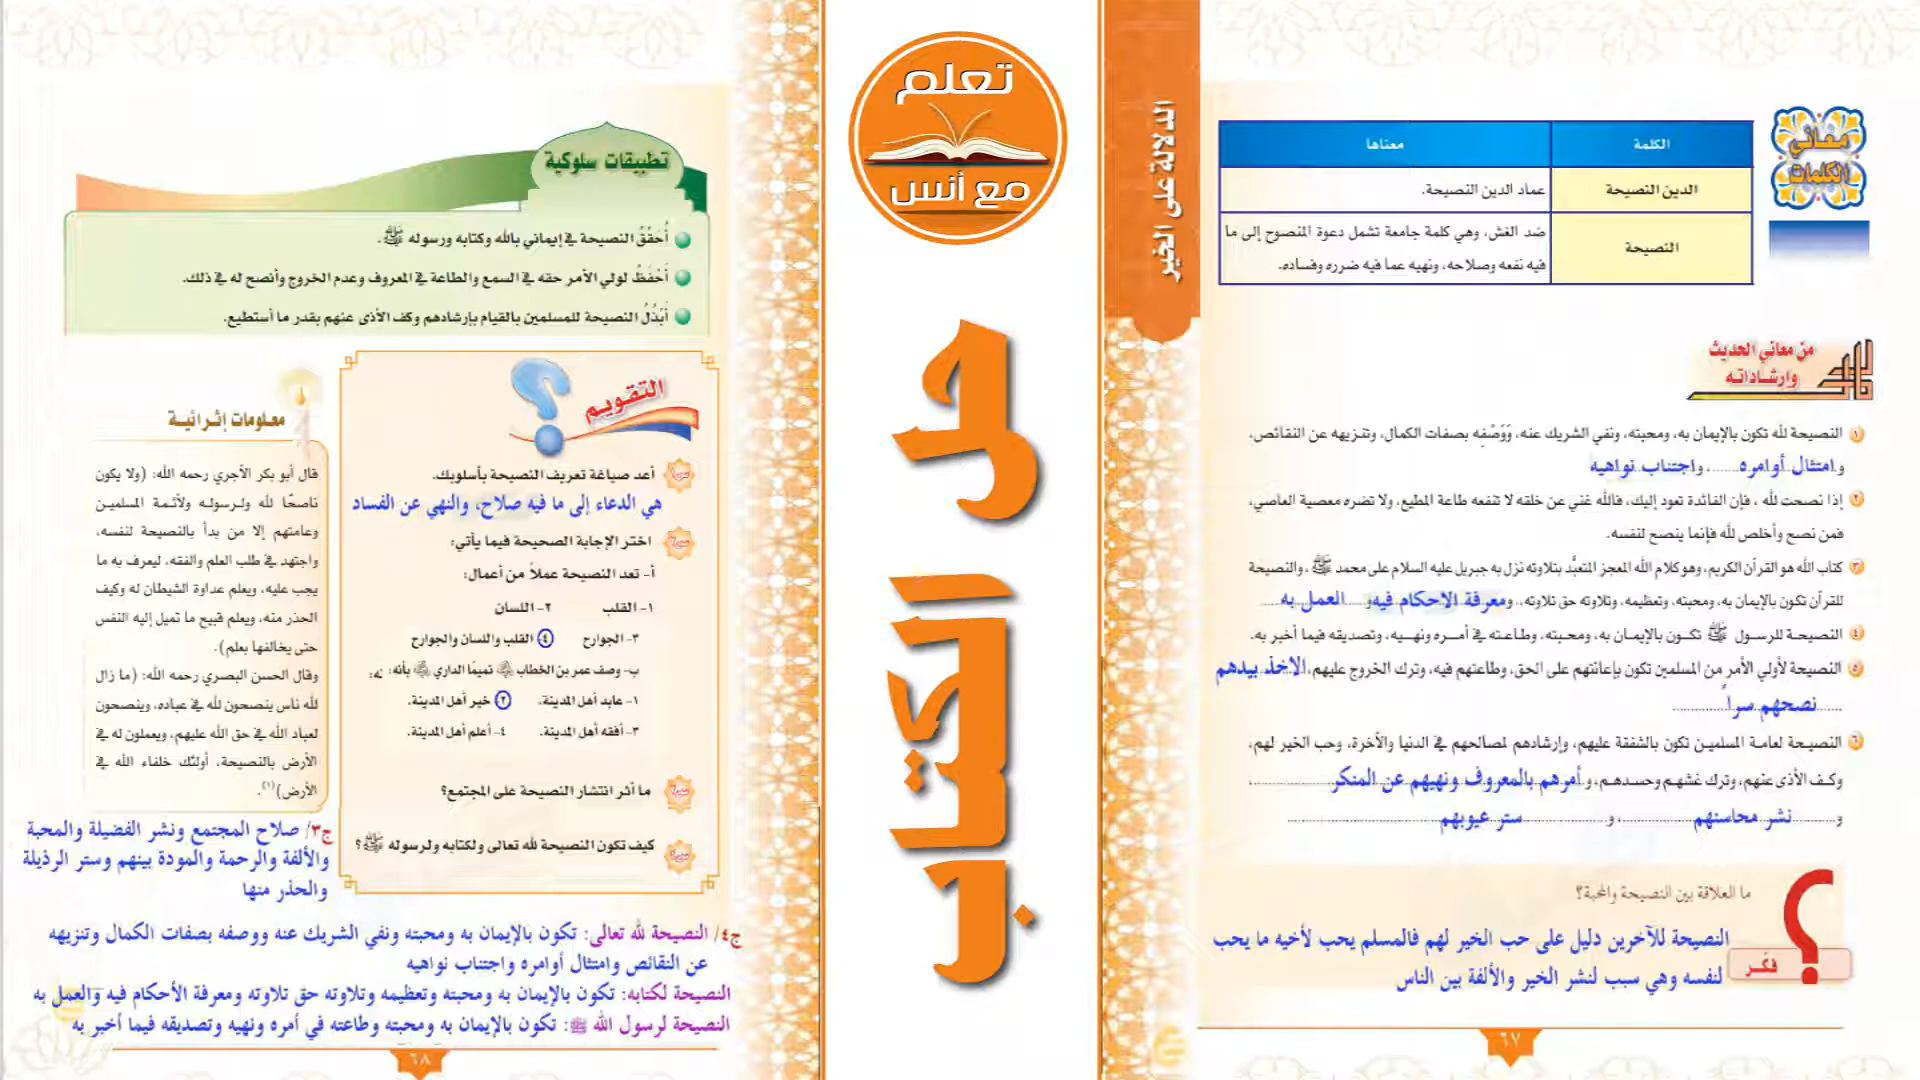 الدلالة على الخير
معاني الكلمات
الكلمة
معناها
الدين النصيحة
عماد الدين النصيحة.
النصيحة
ضد الغش، وهي كلمة جامعة تشمل دعوة المنصوح إلى ما
فيه نفعه وصلاحه، ونهيه عما فيه ضرره وفساده.
من معاني الحديث
وإرشاداته
١ النصيحة لله تكون بالإيمان به، ومحبته، ونفي الشريك عنه، وَوَصْفِه بصفات الكمال، وتنزيهه عن النقائص،
وامتثال أوامره......، واجتناب نواهيه
٢ إذا نصحت لله ، فإن الفائدة تعود إليك، فالله غني عن خلقه لا تنفعه طاعة المطيع، ولا تضره معصية العاصي،
فمن نصح وأخلص لله فإنما ينصح لنفسه.
٣ كتاب الله هو القرآن الكريم، وهو كلام الله المعجز المتعبَّد بتلاوته نزل به جبريل عليه السلام على محمد ﷺ، والنصيحة
للقرآن تكون بالإيمان به، ومحبته، وتعظيمه، وتلاوته حق تلاوته، ومعرفة الاحكام فيه و.... العمل به ....
٤ النصيحة للرسول ﷺ تكون بالإيمان به، ومحبته، وطاعته في أمره ونهيه، وتصديقه فيما أخبر به.
٥ النصيحة لأولي الأمر من المسلمين تكون بإعانتهم على الحق، وطاعتهم فيه، وترك الخروج عليهم، الاخذ بيدهم
...... نصحهم سراً ..........
٦ النصيحة لعامة المسلمين تكون بالشفقة عليهم، وإرشادهم لمصالحهم في الدنيا والآخرة، وحب الخير لهم،
وكف الأذى عنهم، وترك غشهم وحسدهم، و أمرهم بالمعروف ونهيهم عن المنكر ..............،
و.......... نشر محاسنهم ............، و.............. ستر عيوبهم ......................
ما العلاقة بين النصيحة والمحبة؟
فكّر
النصيحة للآخرين دليل على حب الخير لهم فالمسلم يحب لأخيه ما يحب
لنفسه وهي سبب لنشر الخير والألفة بين الناس
٦٧
تعلم
مع أنس
حل الكتاب
تطبيقات سلوكية
أُحَقِّقُ النصيحة في إيماني بالله وكتابه ورسوله ﷺ.
أَحْفَظُ لولي الأمر حقه في السمع والطاعة في المعروف وعدم الخروج وأنصح له في ذلك.
أَبْذُلُ النصيحة للمسلمين بالقيام بإرشادهم وكف الأذى عنهم بقدر ما أستطيع.
التقويم
أعد صياغة تعريف النصيحة بأسلوبك.
هي الدعاء إلى ما فيه صلاح، والنهي عن الفساد
اختر الإجابة الصحيحة فيما يأتي:
أ- تعد النصيحة عملاً من أعمال:
١- القلب ٢- اللسان
٣- الجوارح ٤ القلب واللسان والجوارح
ب- وصف عمر بن الخطاب ﷺ تميمًا الداري ﷺ بأنه:
١- عابد أهل المدينة. ٢ خير أهل المدينة.
٣- أفقه أهل المدينة. ٤- أعلم أهل المدينة.
ما أثر انتشار النصيحة على المجتمع؟
كيف تكون النصيحة لله تعالى ولكتابه ولرسوله ﷺ؟
معلومات إثرائية
قال أبو بكر الآجري رحمه الله: (ولا يكون
ناصحًا لله ولرسوله ولأئمة المسلمين
وعامتهم إلا من بدأ بالنصيحة لنفسه،
واجتهد في طلب العلم والفقه، ليعرف به ما
يجب عليه، ويعلم عداوة الشيطان له وكيف
الحذر منه، ويعلم قبيح ما تميل إليه النفس
حتى يخالفها بعلم).
وقال الحسن البصري رحمه الله: (ما زال
لله ناس ينصحون لله في عباده، وينصحون
لعباد الله في حق الله عليهم، ويعملون له في
الأرض بالنصيحة، أولئك خلفاء الله في
الأرض)(١).
ج٣/ صلاح المجتمع ونشر الفضيلة والمحبة
والألفة والرحمة والمودة بينهم وستر الرذيلة
والحذر منها
ج٤/ النصيحة لله تعالى: تكون بالإيمان به ومحبته ونفي الشريك عنه ووصفه بصفات الكمال وتنزيهه
عن النقائص وامتثال أوامره واجتناب نواهيه
النصيحة لكتابه: تكون بالإيمان به ومحبته وتعظيمه وتلاوته حق تلاوته ومعرفة الأحكام فيه والعمل به
النصيحة لرسول الله ﷺ: تكون بالإيمان به ومحبته وطاعته في أمره ونهيه وتصديقه فيما أخبر به
٦٨